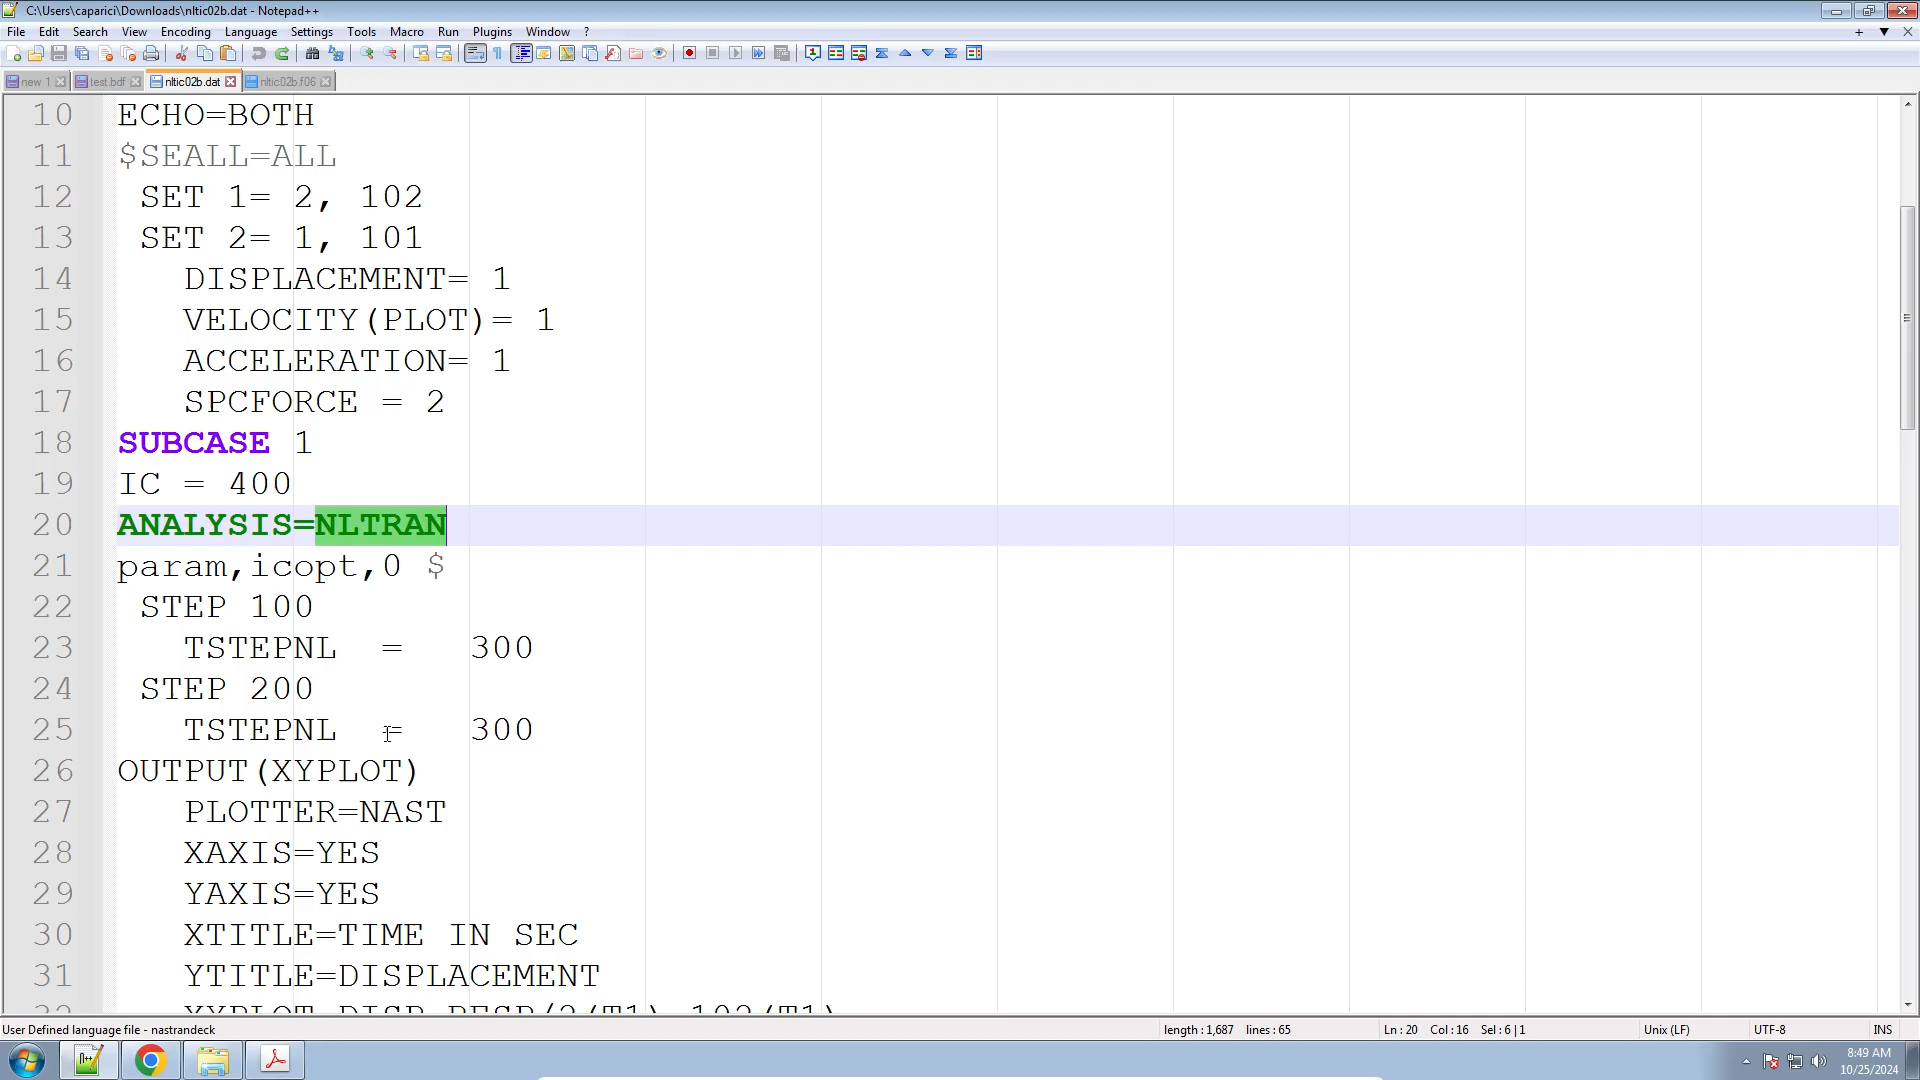 C:\Users\caparici\Downloads\nltic02b.dat - Notepad++
File Edit Search View Encoding Language Settings Tools Macro Run Plugins Window ?
new 1 test.bdf nltic02b.dat nltic02b.f06
10 ECHO=BOTH
11 $SEALL=ALL
12 SET 1= 2, 102
13 SET 2= 1, 101
14 DISPLACEMENT= 1
15 VELOCITY(PLOT)= 1
16 ACCELERATION= 1
17 SPCFORCE = 2
18 SUBCASE 1
19 IC = 400
20 ANALYSIS=NLTRAN
21 param,icopt,0 $
22 STEP 100
23 TSTEPNL = 300
24 STEP 200
25 TSTEPNL = 300
26 OUTPUT(XYPLOT)
27 PLOTTER=NAST
28 XAXIS=YES
29 YAXIS=YES
30 XTITLE=TIME IN SEC
31 YTITLE=DISPLACEMENT
User Defined language file - nastrandeck length : 1,687 lines : 65 Ln : 20 Col : 16 Sel : 6 | 1 Unix (LF) UTF-8 INS
8:49 AM
10/25/2024